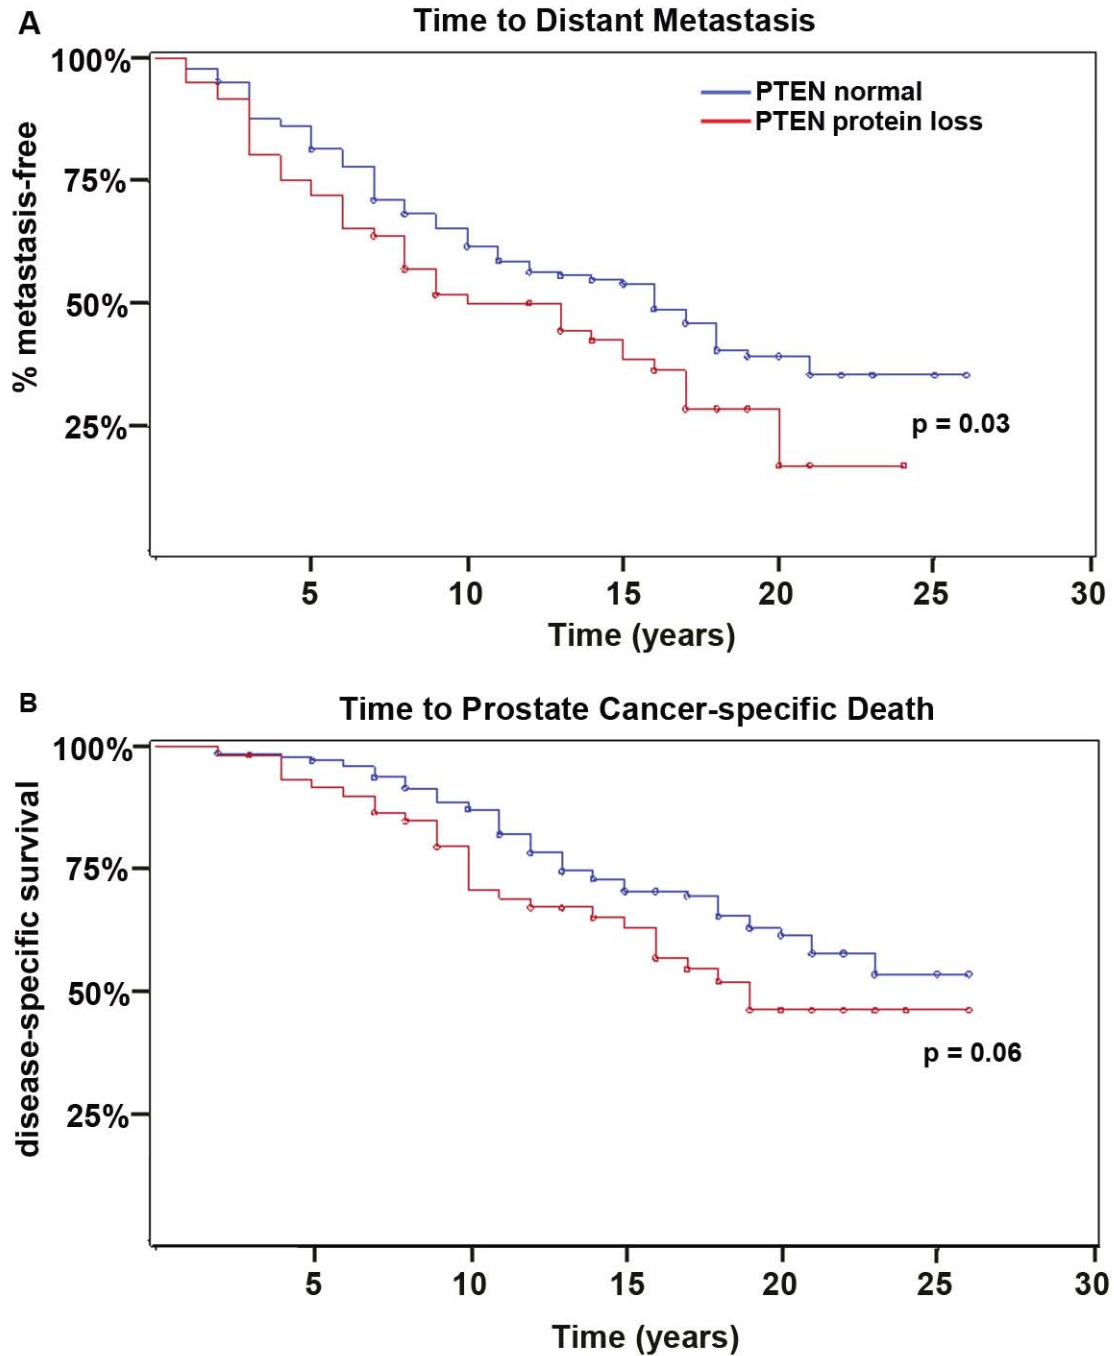 A
Time to Distant Metastasis
100%
75%
50%
25%
% metastasis-free
PTEN normal
PTEN protein loss
p = 0.03
5 10 15 20 25 30
Time (years)
B
Time to Prostate Cancer-specific Death
100%
75%
50%
25%
disease-specific survival
p = 0.06
5 10 15 20 25 30
Time (years)